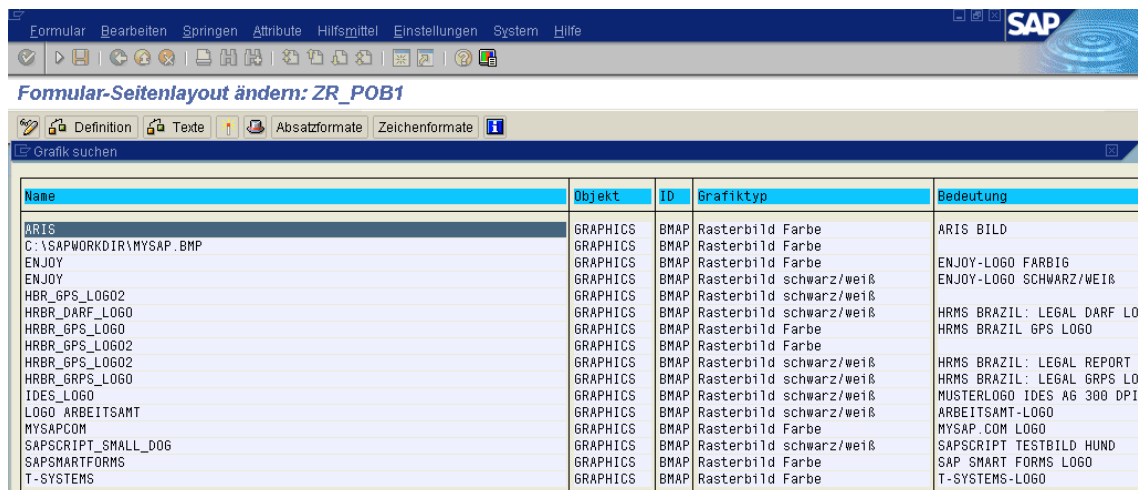 Formular Bearbeiten Springen Attribute Hilfsmittel Einstellungen System Hilfe
SAP
Formular-Seitenlayout ändern: ZR_POB1
Definition Texte Absatzformate Zeichenformate
Grafik suchen
Name Objekt ID Grafiktyp Bedeutung
ARIS GRAPHICS BMAP Rasterbild Farbe ARIS BILD
C:\SAPWORKDIR\MYSAP.BMP GRAPHICS BMAP Rasterbild Farbe
ENJOY GRAPHICS BMAP Rasterbild Farbe ENJOY-LOGO FARBIG
ENJOY GRAPHICS BMAP Rasterbild schwarz/weiß ENJOY-LOGO SCHWARZ/WEIß
HBR_GPS_LOGO2 GRAPHICS BMAP Rasterbild schwarz/weiß
HRBR_DARF_LOGO GRAPHICS BMAP Rasterbild schwarz/weiß HRMS BRAZIL: LEGAL DARF LO
HRBR_GPS_LOGO GRAPHICS BMAP Rasterbild Farbe HRMS BRAZIL GPS LOGO
HRBR_GPS_LOGO2 GRAPHICS BMAP Rasterbild Farbe
HRBR_GPS_LOGO2 GRAPHICS BMAP Rasterbild schwarz/weiß HRMS BRAZIL: LEGAL REPORT
HRBR_GRPS_LOGO GRAPHICS BMAP Rasterbild schwarz/weiß HRMS BRAZIL: LEGAL GRPS LO
IDES_LOGO GRAPHICS BMAP Rasterbild schwarz/weiß MUSTERLOGO IDES AG 300 DPI
LOGO ARBEITSAMT GRAPHICS BMAP Rasterbild schwarz/weiß ARBEITSAMT-LOGO
MYSAPCOM GRAPHICS BMAP Rasterbild Farbe MYSAP.COM LOGO
SAPSCRIPT_SMALL_DOG GRAPHICS BMAP Rasterbild schwarz/weiß SAPSCRIPT TESTBILD HUND
SAPSMARTFORMS GRAPHICS BMAP Rasterbild Farbe SAP SMART FORMS LOGO
T-SYSTEMS GRAPHICS BMAP Rasterbild Farbe T-SYSTEMS-LOGO